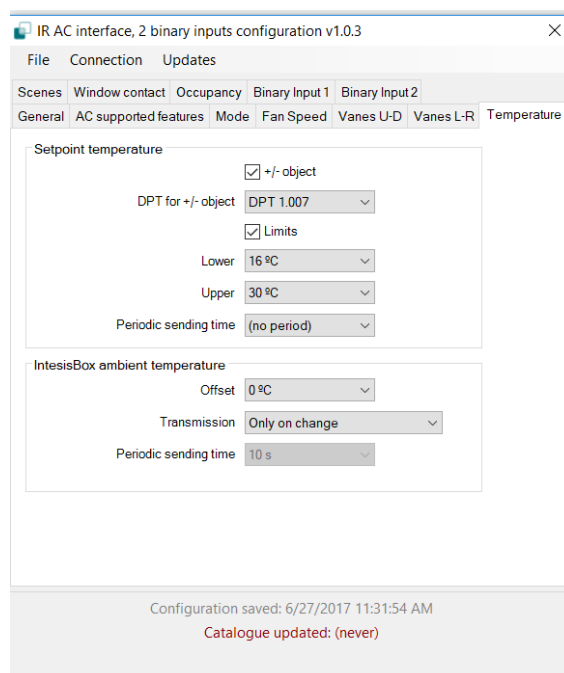 IR AC interface, 2 binary inputs configuration v1.0.3
File Connection Updates
Scenes Window contact Occupancy Binary Input 1 Binary Input 2
General AC supported features Mode Fan Speed Vanes U-D Vanes L-R Temperature
Setpoint temperature
+/- object
DPT for +/- object DPT 1.007
Limits
Lower 16 ºC
Upper 30 ºC
Periodic sending time (no period)
IntesisBox ambient temperature
Offset 0 ºC
Transmission Only on change
Periodic sending time 10 s
Configuration saved: 6/27/2017 11:31:54 AM
Catalogue updated: (never)